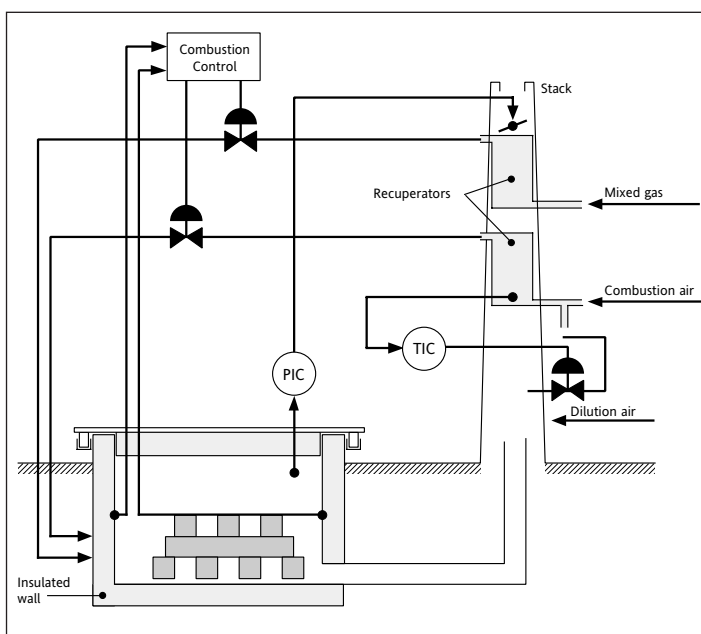 Combustion
Control
Stack
Recuperators
Mixed gas
Combustion air
TIC
PIC
Dilution air
Insulated
wall